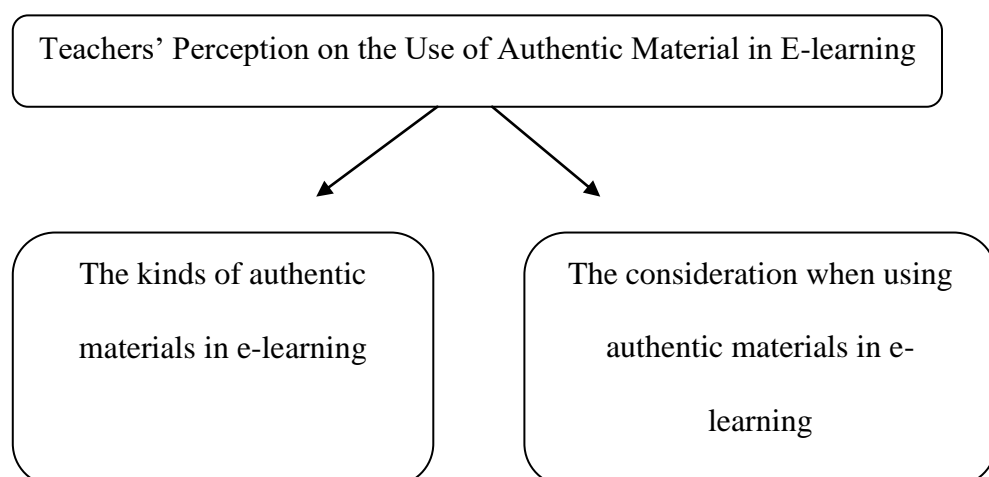 Teachers’ Perception on the Use of Authentic Material in E-learning
The kinds of authentic
materials in e-learning
The consideration when using
authentic materials in e-
learning